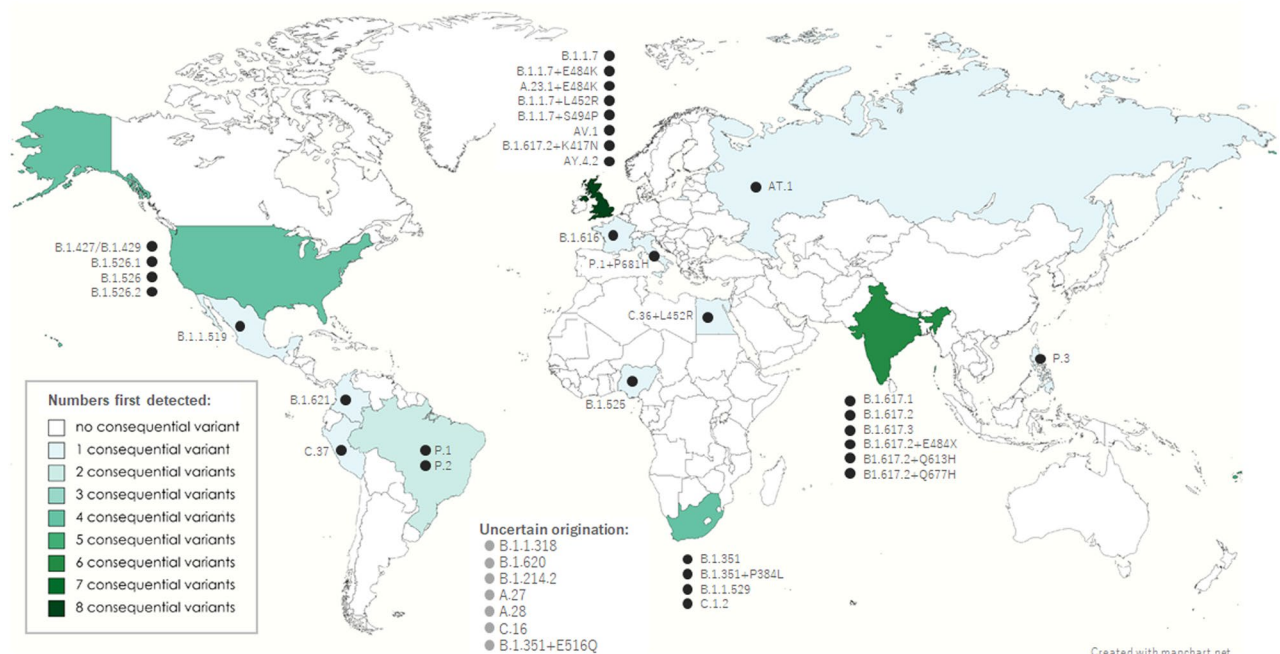 B.1.1.7
B.1.1.7+E484K
A.23.1+E484K
B.1.1.7+L452R
B.1.1.7+S494P
AV.1
B.1.617.2+K417N
AY.4.2
AT.1
B.1.616
P.1+P681H
B.1.427/B.1.429
B.1.526.1
B.1.526
B.1.526.2
B.1.1.519
C.36+L452R
P.3
B.1.621
B.1.525
C.37
P.1
P.2
B.1.617.1
B.1.617.2
B.1.617.3
B.1.617.2+E484X
B1.617.2+Q613H
B1.617.2+Q677H
Numbers first detected:
no consequential variant
1 consequential variant
2 consequential variants
3 consequential variants
4 consequential variants
5 consequential variants
6 consequential variants
7 consequential variants
8 consequential variants
Uncertain origination:
B.1.1.318
B.1.620
B.1.214.2
A.27
A.28
C.16
B.1.351+E516Q
B.1.351
B.1.351+P384L
B.1.1.529
C.1.2
Created with mapchart.net